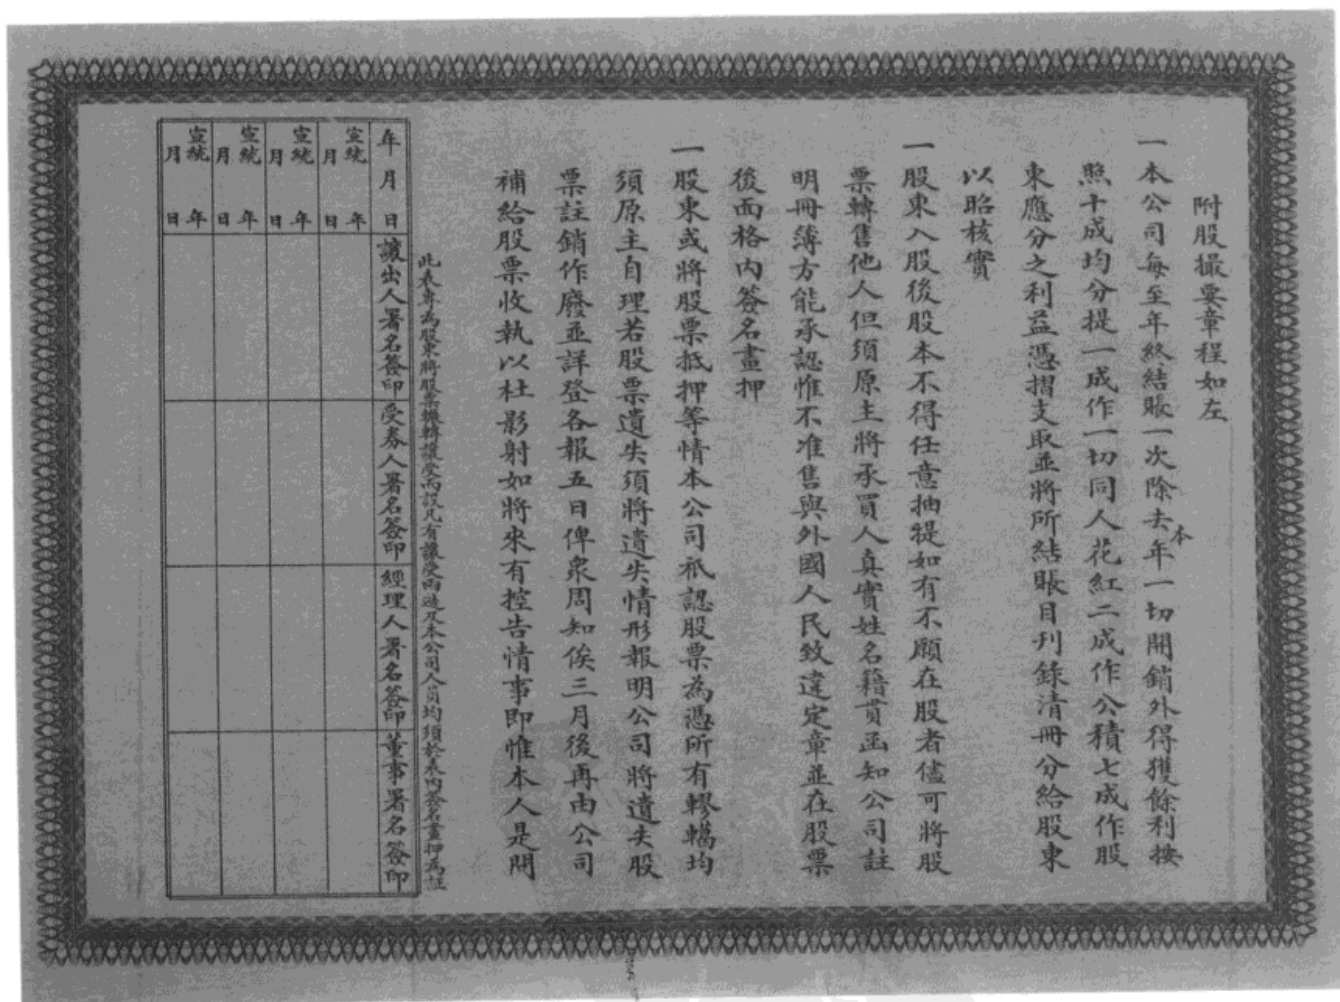 附股撮要章程如左
一本公司每至年終結賬一次除去本年一切開銷外得獲餘利按
照十成均分提一成作一切同人花紅二成作公積七成作股
東應分之利益憑摺支取並將所結賬目刊錄清冊分給股東
以昭核實
一股東入股後股本不得任意抽提如有不願在股者儘可將股
票轉售他人但須原主將承買人真實姓名籍貫函知公司註
明冊簿方能承認惟不准售與外國人民致違定章並在股票
後面格內簽名畫押
一股東或將股票抵押等情本公司祇認股票為憑所有轇轕均
須原主自理若股票遺失須將遺失情形報明公司將遺失股
票註銷作廢並詳登各報五日俾衆周知俟三月後再由公司
補給股票收執以杜影射如將來有控告情事即惟本人是問
此表專為股東將股票轉讓受而設凡有讓受兩造及本公司人員均須於表內簽名畫押為証
年月日 讓出人署名簽印 受券人署名簽印 經理人署名簽印 董事署名簽印
宣統 年 月 日
宣統 年 月 日
宣統 年 月 日
宣統 年 月 日